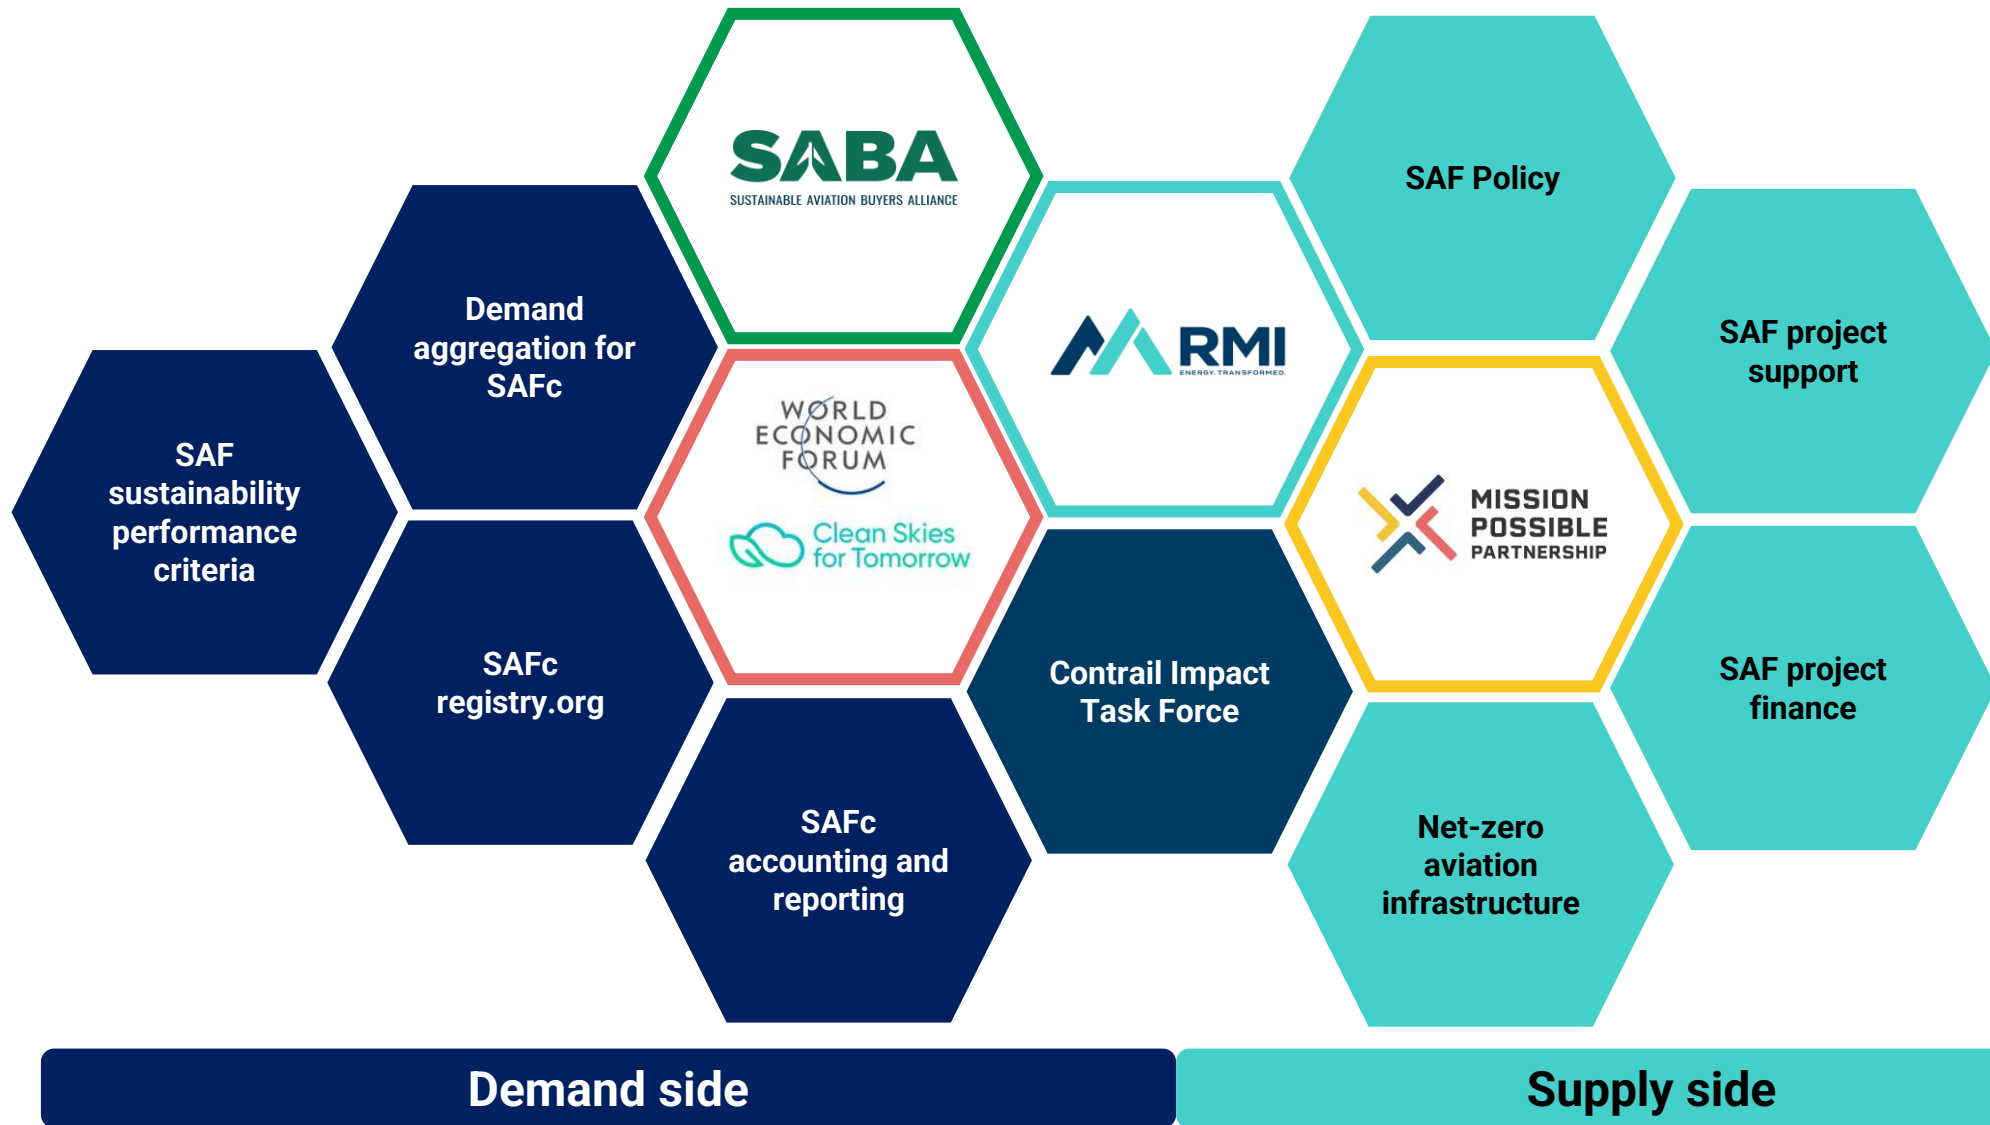 SABA
SUSTAINABLE AVIATION BUYERS ALLIANCE
SAF Policy
Demand
aggregation for
SAFc
RMI
ENERGY. TRANSFORMED.
SAF project
support
SAF
sustainability
performance
criteria
WORLD
ECONOMIC
FORUM
Clean Skies
for Tomorrow
MISSION
POSSIBLE
PARTNERSHIP
SAFc
registry.org
Contrail Impact
Task Force
SAF project
finance
SAFc
accounting and
reporting
Net-zero
aviation
infrastructure
Demand side
Supply side